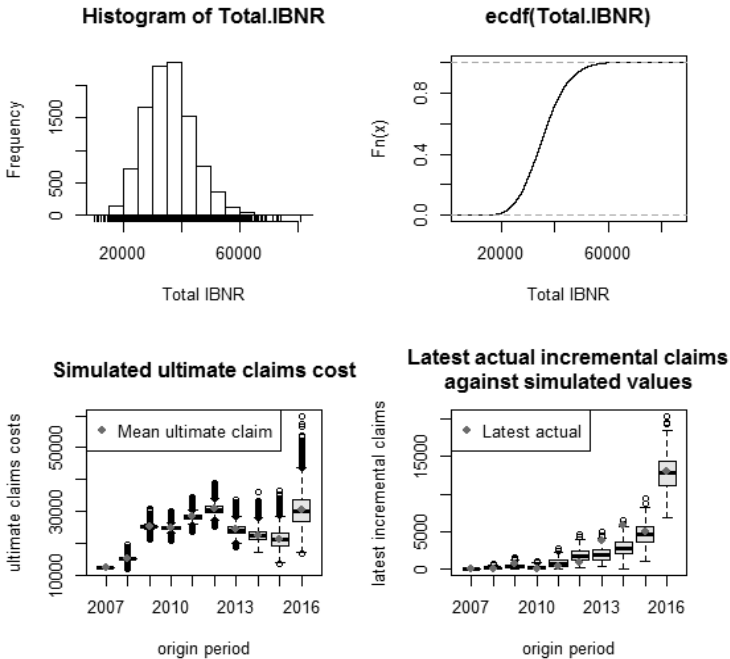 Histogram of Total.IBNR
Frequency
0 500 1500
20000 60000
Total IBNR
ecdf(Total.IBNR)
Fn(x)
0.0 0.4 0.8
20000 60000
Total IBNR
Simulated ultimate claims cost
ultimate claims costs
10000 30000 50000
Mean ultimate claim
2007 2010 2013 2016
origin period
Latest actual incremental claims
against simulated values
latest incremental claims
0 5000 15000
Latest actual
2007 2010 2013 2016
origin period